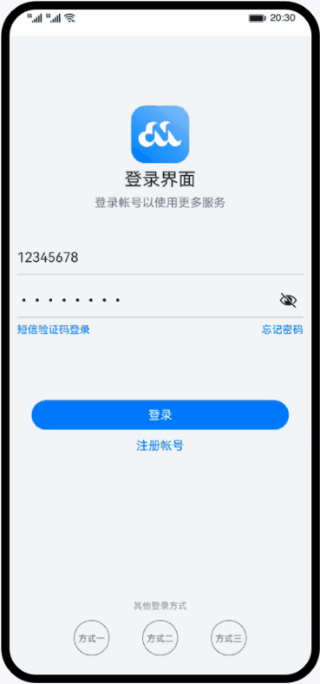 20:30
登录界面
登录帐号以使用更多服务
12345678
••••••••
短信验证码登录 忘记密码
登录
注册帐号
其他登录方式
方式一 方式二 方式三